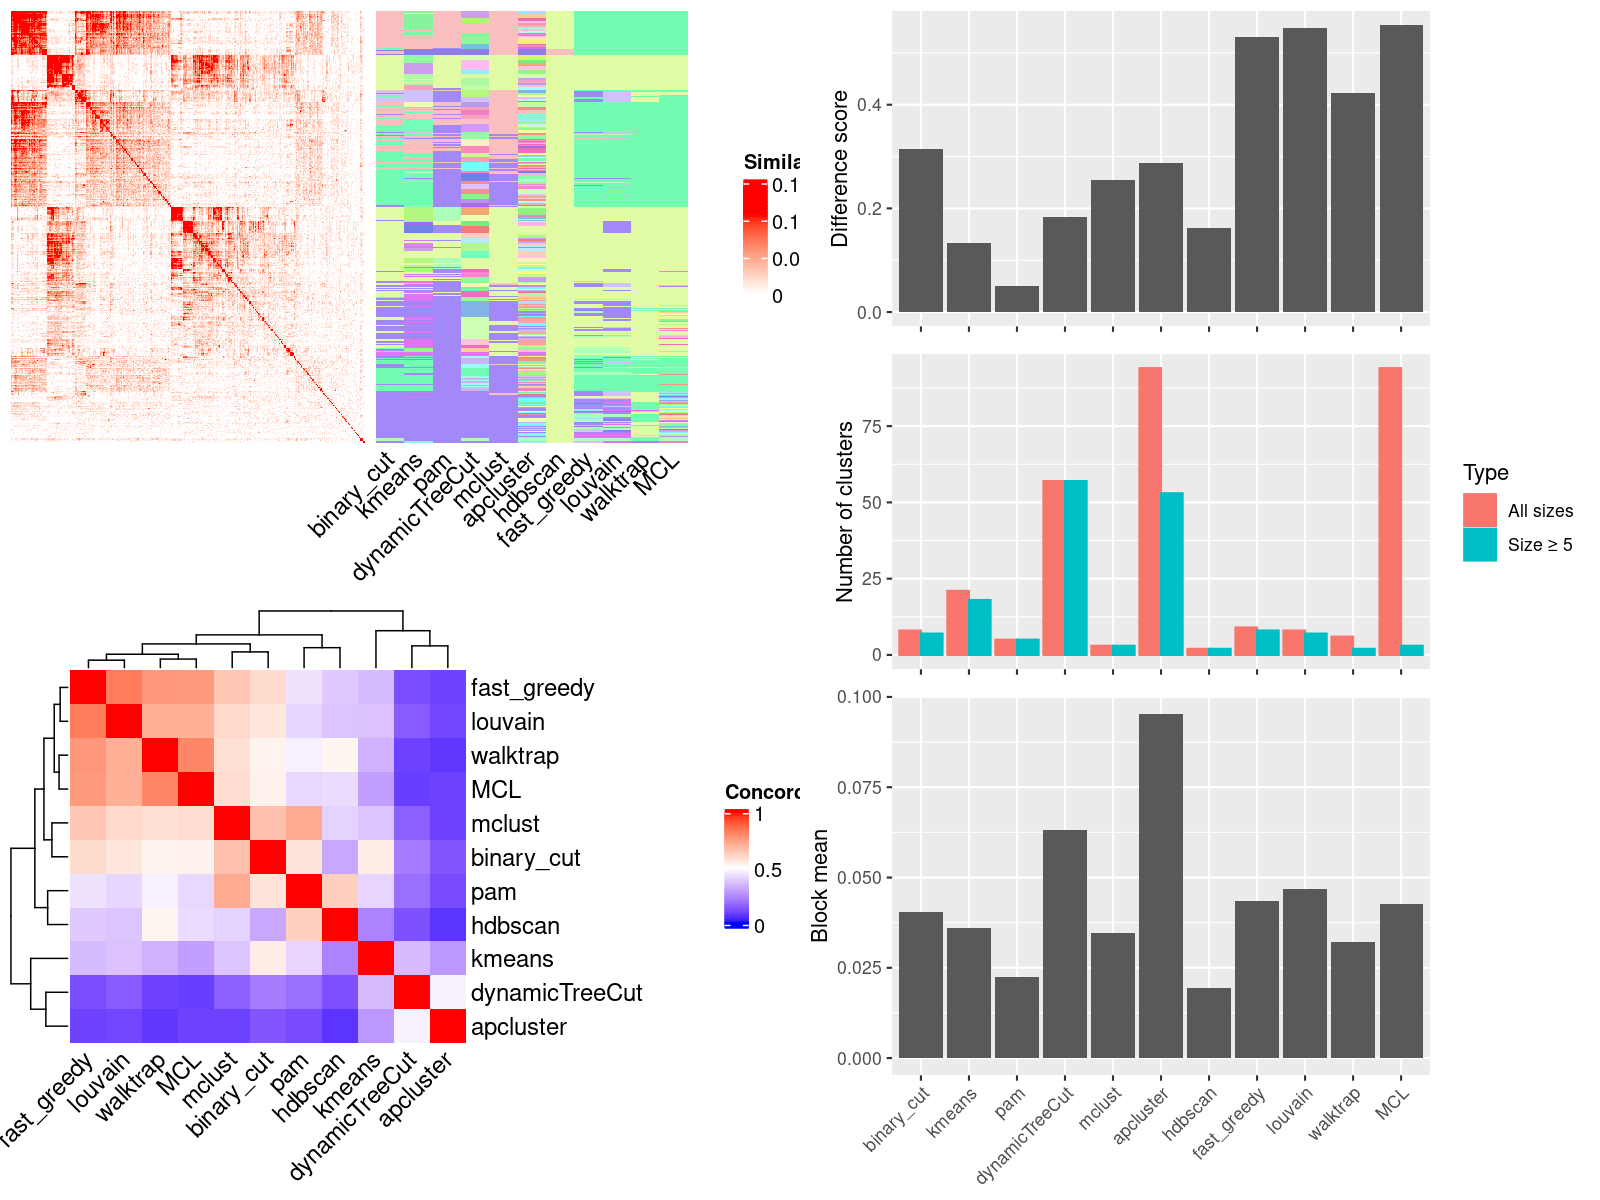 Simila
0.1
0.1
0.0
0
binary_cut
kmeans
pam
dynamicTreeCut
mclust
apcluster
hdbscan
fast_greedy
louvain
walktrap
MCL
fast_greedy
louvain
walktrap
MCL
mclust
binary_cut
pam
hdbscan
kmeans
dynamicTreeCut
apcluster
fast_greedy
louvain
walktrap
MCL
mclust
binary_cut
pam
hdbscan
kmeans
dynamicTreeCut
apcluster
Concord
1
0.5
0
Difference score
0.4
0.2
0.0
Number of clusters
75
50
25
0
Type
All sizes
Size ≥ 5
Block mean
0.100
0.075
0.050
0.025
0.000
binary_cut
kmeans
pam
dynamicTreeCut
mclust
apcluster
hdbscan
fast_greedy
louvain
walktrap
MCL